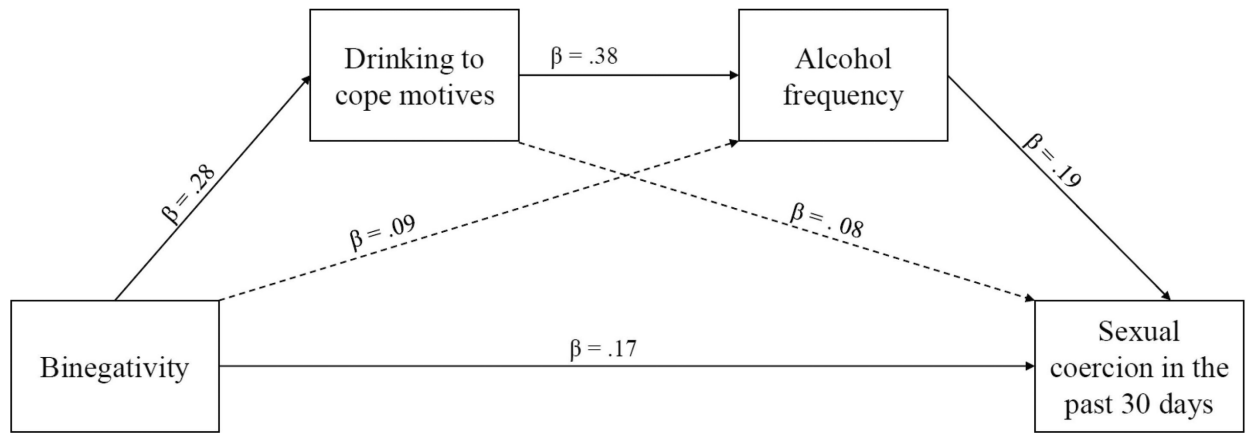 Drinking to
cope motives
β = .38
Alcohol
frequency
β = .28
β = .09
β = . 08
β = .19
Binegativity
β = .17
Sexual
coercion in the
past 30 days